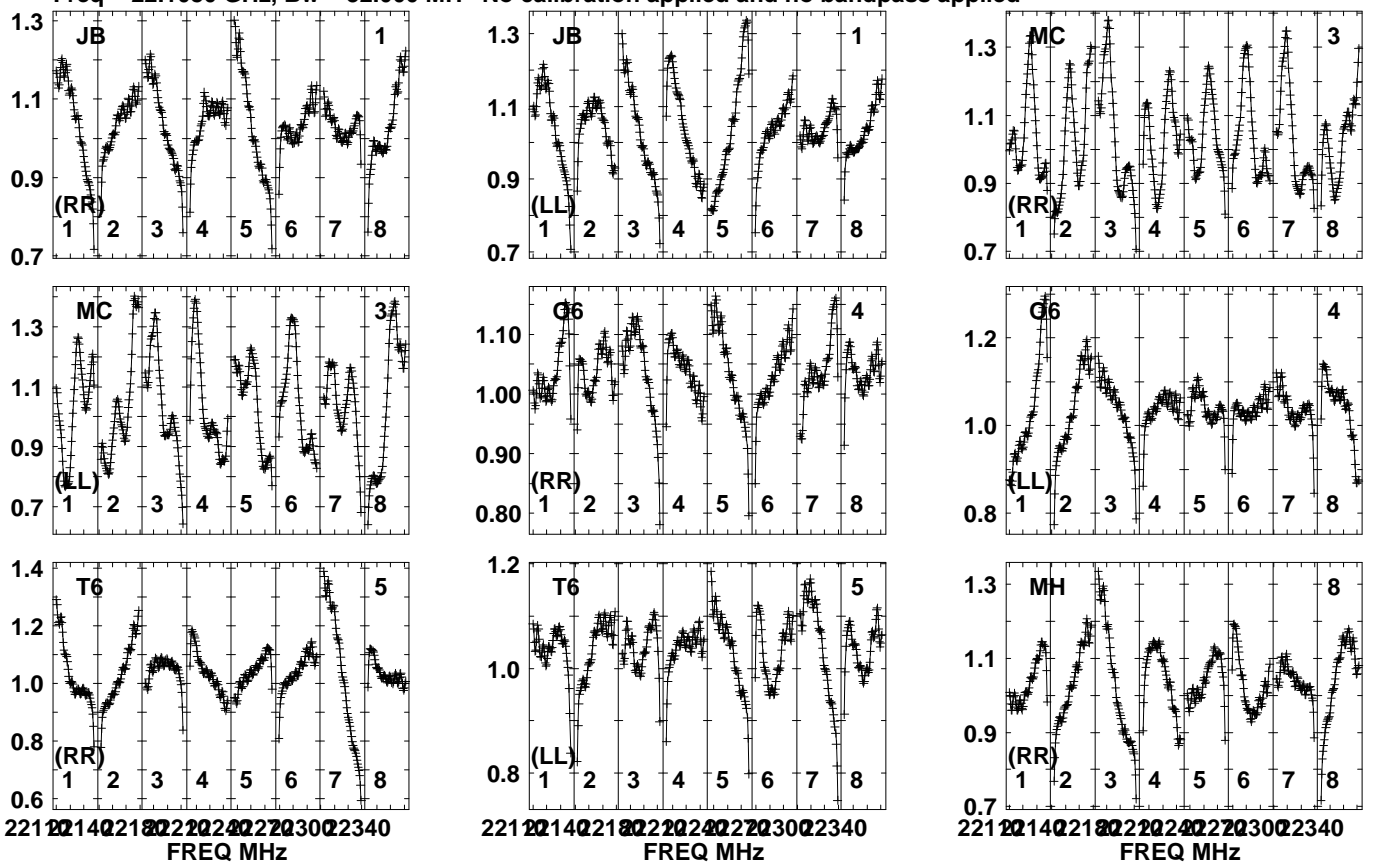 1.3 JB 1
1.1
0.9
(RR)
1 2 3 4 5 6 7 8
0.7
1.3 JB 1
1.1
0.9
(LL)
1 2 3 4 5 6 7 8
0.7
1.3 MC 3
1.1
0.9
(RR)
1 2 3 4 5 6 7 8
0.7
MC 3
1.3
1.1
0.9
(LL)
0.7 1 2 3 4 5 6 7 8
O6 4
1.10
1.00
0.90
(RR)
1 2 3 4 5 6 7 8
0.80
O6 4
1.2
1.0
(LL)
1 2 3 4 5 6 7 8
0.8
1.4
T6 5
1.2
1.0
0.8
(RR)
1 2 3 4 5 6 7 8
0.6
1.2
T6 5
1.0
(LL)
0.8 1 2 3 4 5 6 7 8
1.3 MH 8
1.1
0.9
(RR)
1 2 3 4 5 6 7 8
0.7
22340
FREQ MHz
22340
FREQ MHz
22340
FREQ MHz